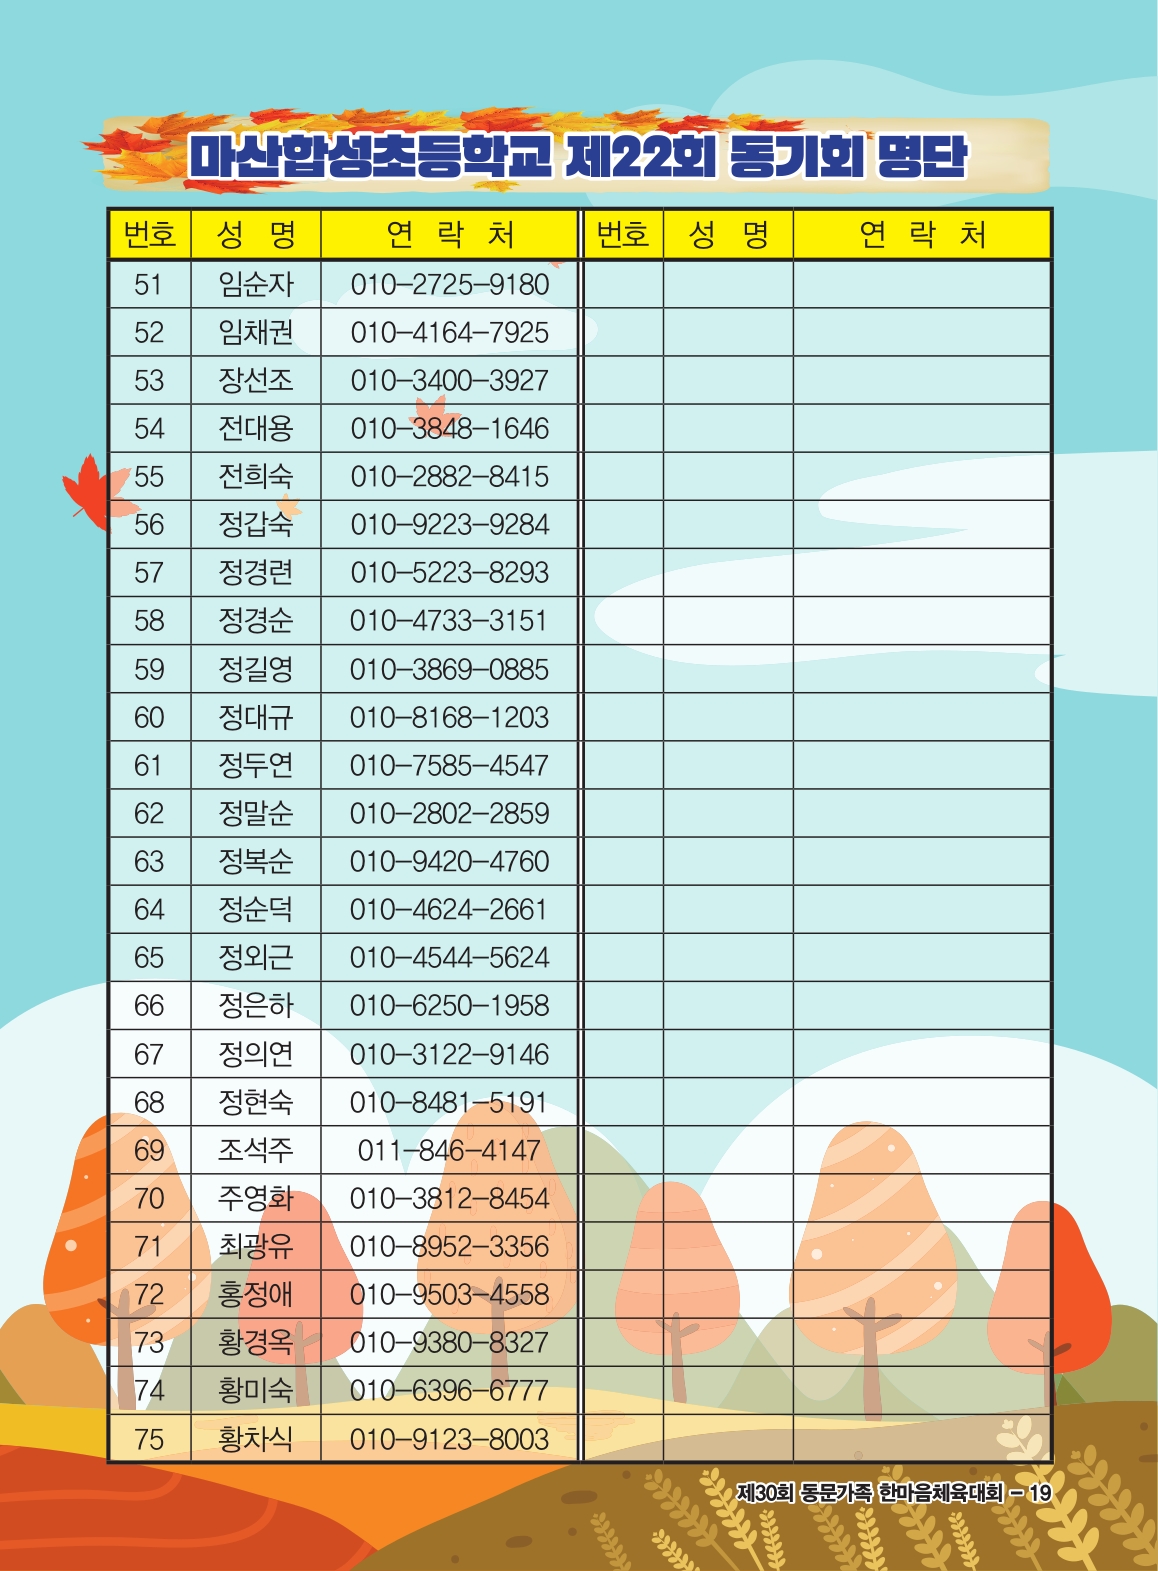 마산합성초등학교 제22회 동기회 명단
번호 성 명 연 락 처 번호 성 명 연 락 처
51 임순자 010-2725-9180
52 임채권 010-4164-7925
53 장선조 010-3400-3927
54 전대용 010-3848-1646
55 전희숙 010-2882-8415
56 정갑숙 010-9223-9284
57 정경련 010-5223-8293
58 정경순 010-4733-3151
59 정길영 010-3869-0885
60 정대규 010-8168-1203
61 정두연 010-7585-4547
62 정말순 010-2802-2859
63 정복순 010-9420-4760
64 정순덕 010-4624-2661
65 정외근 010-4544-5624
66 정은하 010-6250-1958
67 정의연 010-3122-9146
68 정현숙 010-8481-5191
69 조석주 011-846-4147
70 주영화 010-3812-8454
71 최광유 010-8952-3356
72 홍정애 010-9503-4558
73 황경옥 010-9380-8327
74 황미숙 010-6396-6777
75 황차식 010-9123-8003
제30회 동문가족 한마음체육대회 - 19